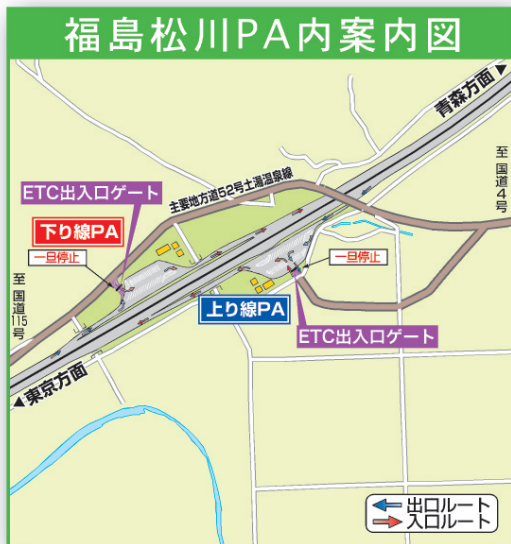 福島松川PA内案内図
青森方面
至 国道4号
主要地方道52号土湯温泉線
ETC出入口ゲート
下り線PA
一旦停止
一旦停止
至 国道115号
上り線PA
ETC出入口ゲート
東京方面
出口ルート
入口ルート